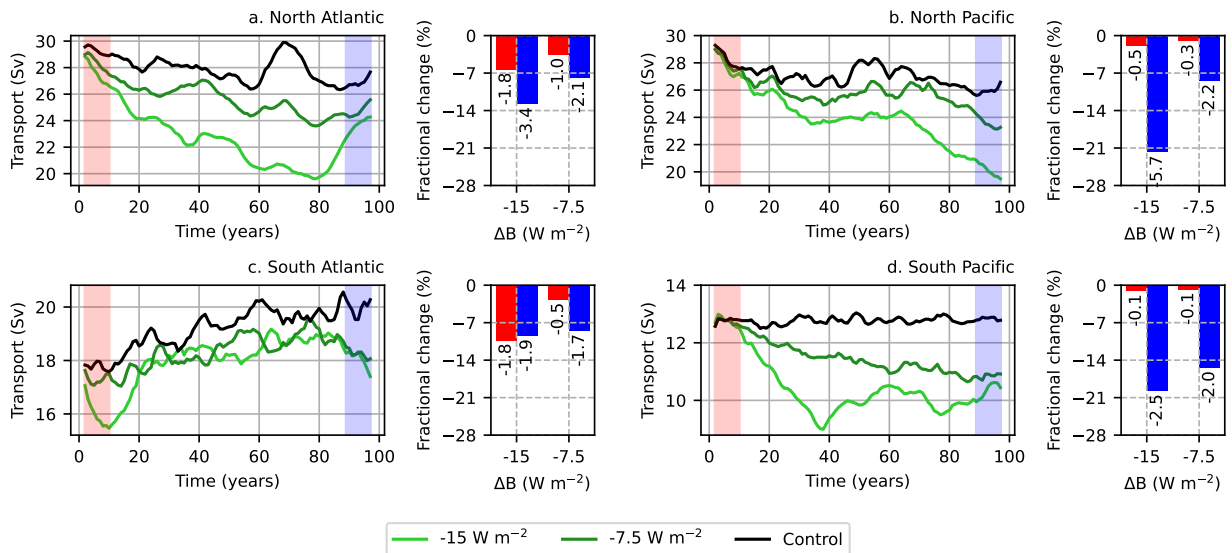 a. North Atlantic
Transport (Sv)
30
28
26
24
22
20
0 20 40 60 80 100
Time (years)
Fractional change (%)
0
−7
−14
−21
−28
-1.8
-3.4
-1.0
-2.1
-15 -7.5
ΔB (W m⁻²)
b. North Pacific
Transport (Sv)
30
28
26
24
22
20
0 20 40 60 80 100
Time (years)
Fractional change (%)
0
−7
−14
−21
−28
-0.5
-5.7
-0.3
-2.2
-15 -7.5
ΔB (W m⁻²)
c. South Atlantic
Transport (Sv)
20
18
16
0 20 40 60 80 100
Time (years)
Fractional change (%)
0
−7
−14
−21
−28
-1.8
-1.9
-0.5
-1.7
-15 -7.5
ΔB (W m⁻²)
d. South Pacific
Transport (Sv)
14
12
10
0 20 40 60 80 100
Time (years)
Fractional change (%)
0
−7
−14
−21
−28
-0.1
-2.5
-0.1
-2.0
-15 -7.5
ΔB (W m⁻²)
-15 W m⁻² -7.5 W m⁻² Control